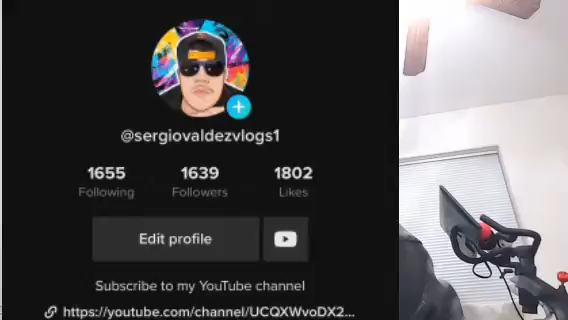 @sergiovaldezvlogs1
1655 1639 1802
Following Followers Likes
Edit profile
Subscribe to my YouTube channel
https://youtube.com/channel/UCQXWvoDX2...